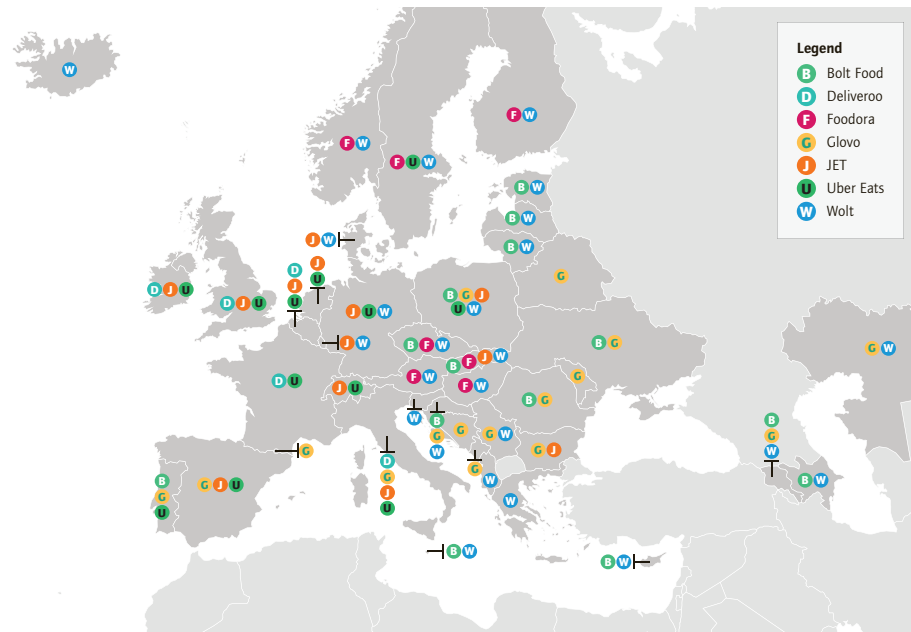 Legend
B Bolt Food
D Deliveroo
F Foodora
G Glovo
J JET
U Uber Eats
W Wolt
W
F W
F W
F U W
B W
B W
J W
B W
J
D
J
U
U
G
D J U
D J U
B G J
U W
J U W
B G
J W
B F W
G W
F J W
B
G
F W
D U
J U
F W
B G
W
B
B
G
G
G W
G
W
G J
G
W
D
G
B
G
W
B W
B
G
U
G J U
J
U
W
W
B W
B W